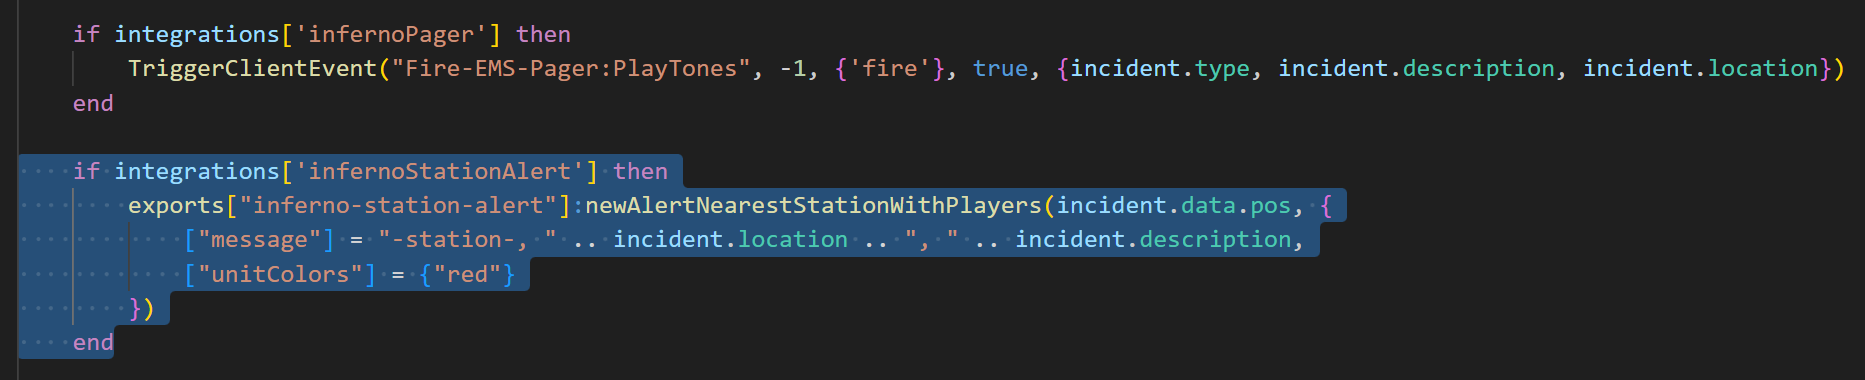 if integrations['infernoPager'] then
TriggerClientEvent("Fire-EMS-Pager:PlayTones", -1, {'fire'}, true, {incident.type, incident.description, incident.location})
end
if integrations['infernoStationAlert'] then
exports["inferno-station-alert"]:newAlertNearestStationWithPlayers(incident.data.pos, {
["message"] = "-station-, " .. incident.location .. ", " .. incident.description,
["unitColors"] = {"red"}
})
end